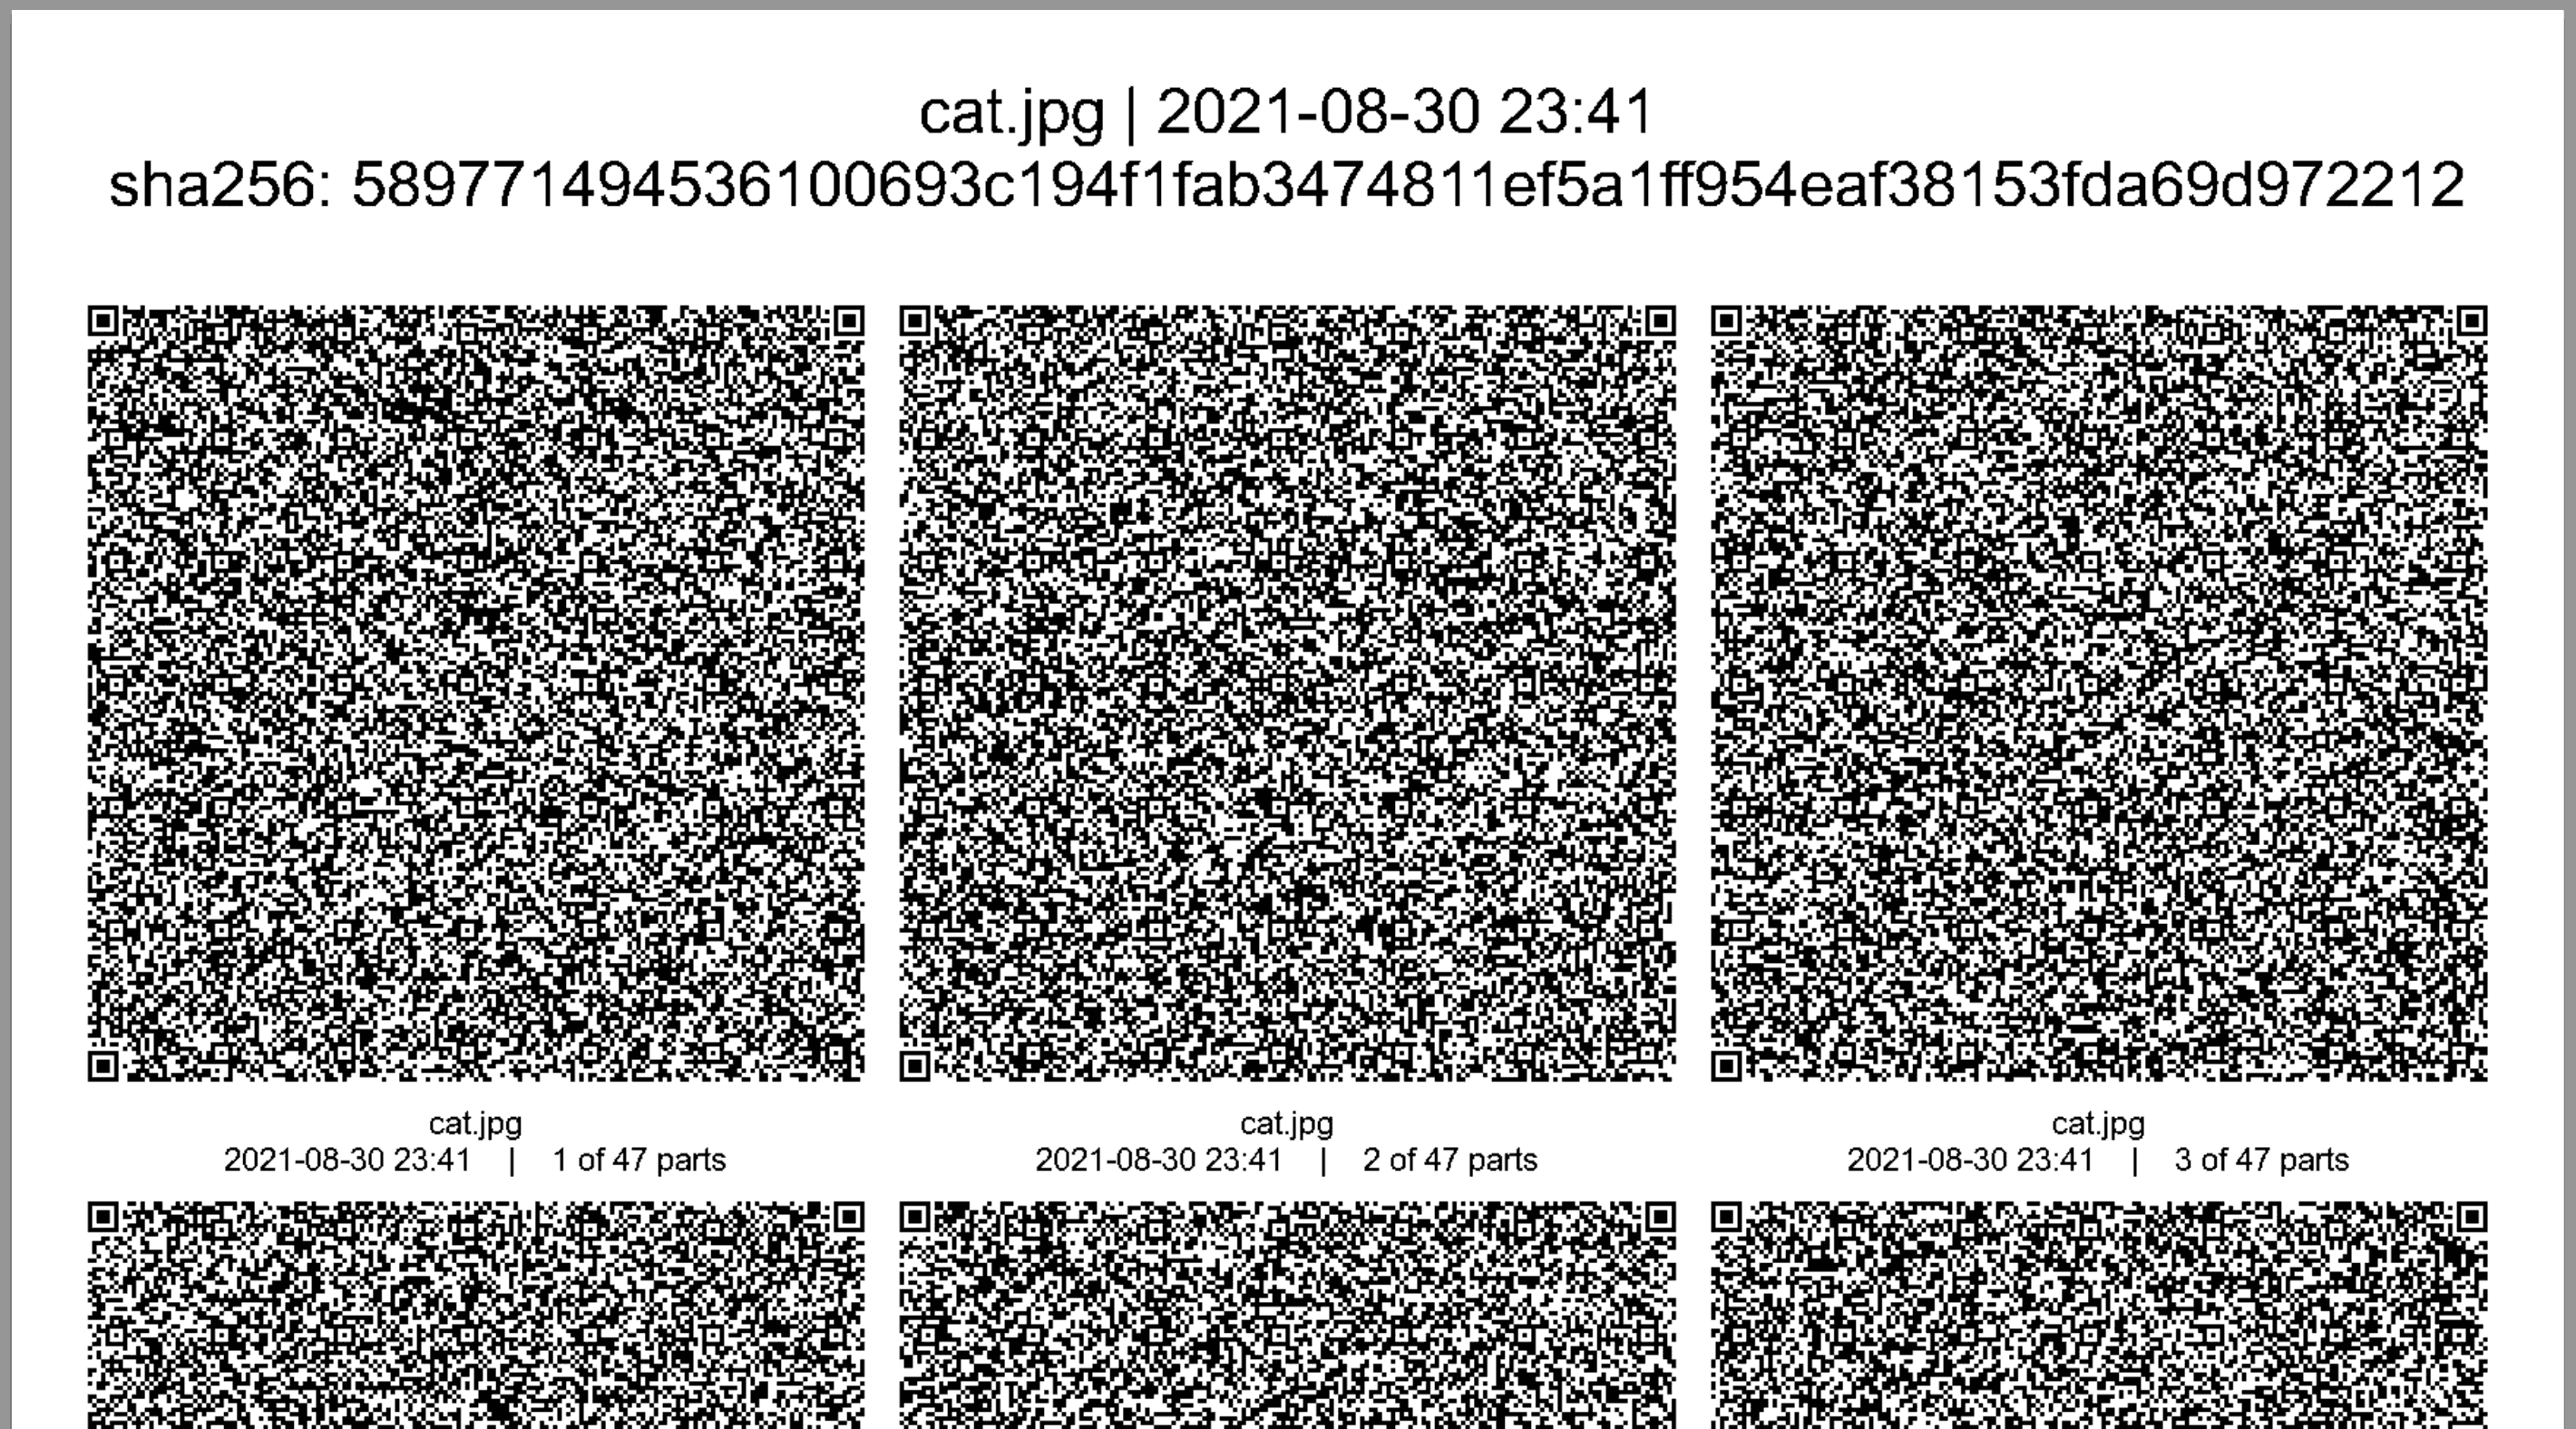 cat.jpg | 2021-08-30 23:41
sha256: 589771494536100693c194f1fab3474811ef5a1ff954eaf38153fda69d972212
cat.jpg
2021-08-30 23:41 | 1 of 47 parts
cat.jpg
2021-08-30 23:41 | 2 of 47 parts
cat.jpg
2021-08-30 23:41 | 3 of 47 parts